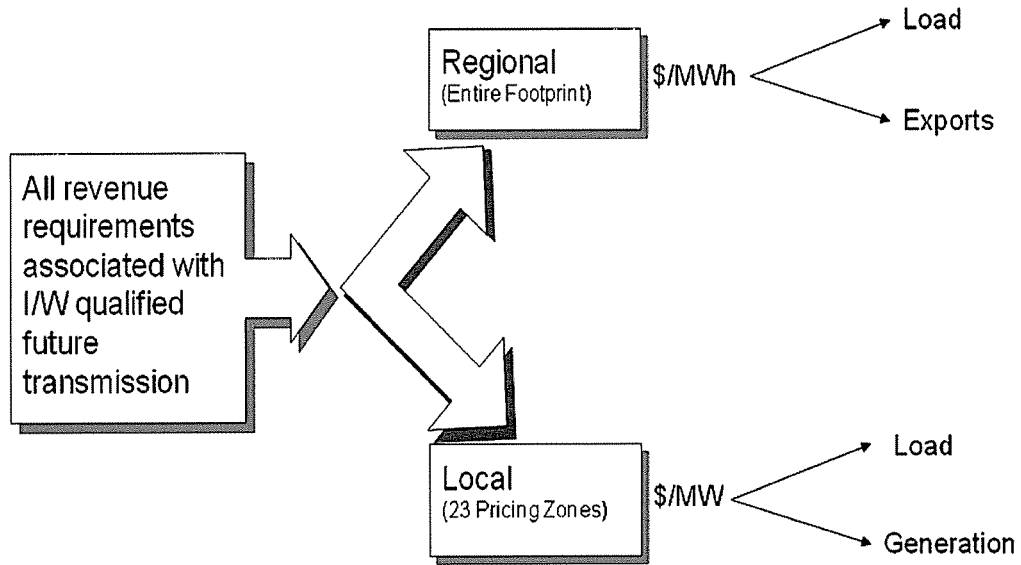 All revenue
requirements
associated with
I/W qualified
future
transmission
Regional
(Entire Footprint)
$/MWh
Load
Exports
Local
(23 Pricing Zones)
$/MW
Load
Generation